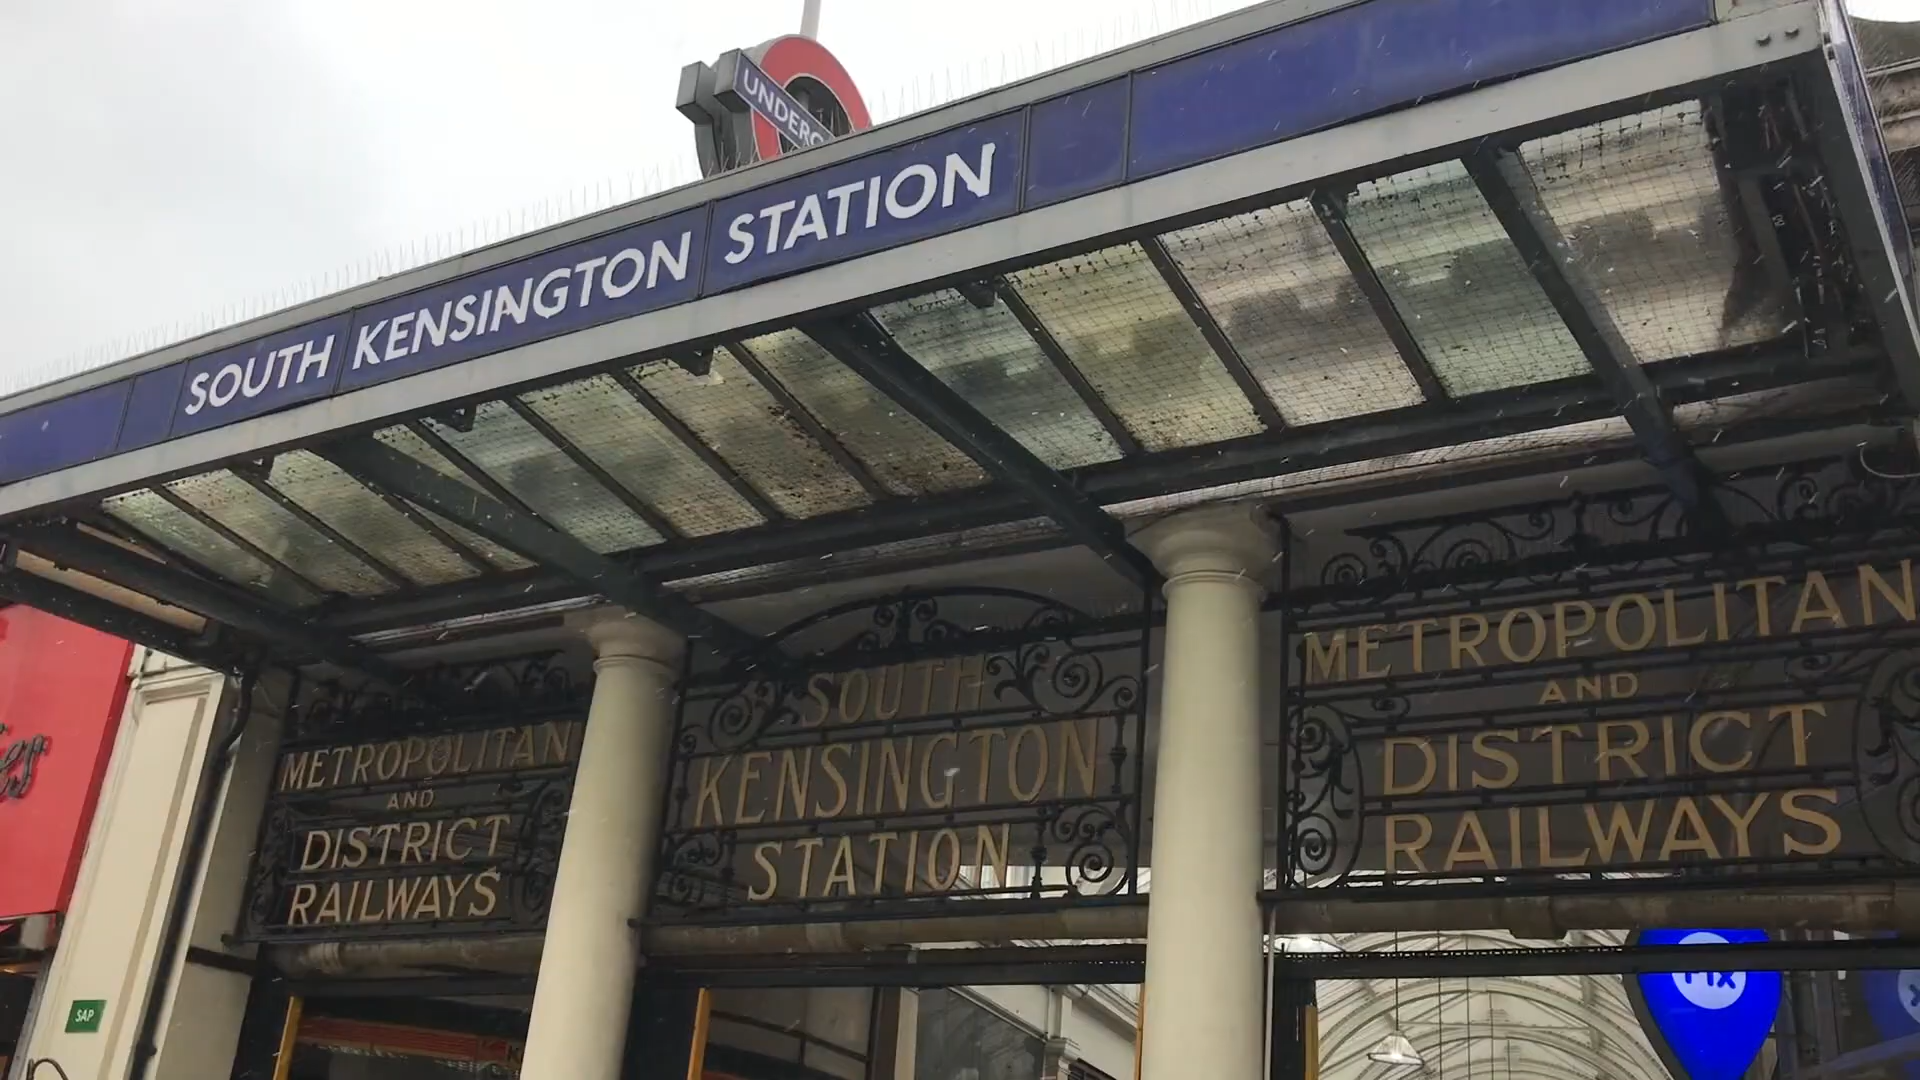 UNDERG
SOUTH KENSINGTON STATION
METROPOLITAN
AND
DISTRICT
RAILWAYS
SOUTH
KENSINGTON
STATION
METROPOLITAN
AND
DISTRICT
RAILWAYS
SAP